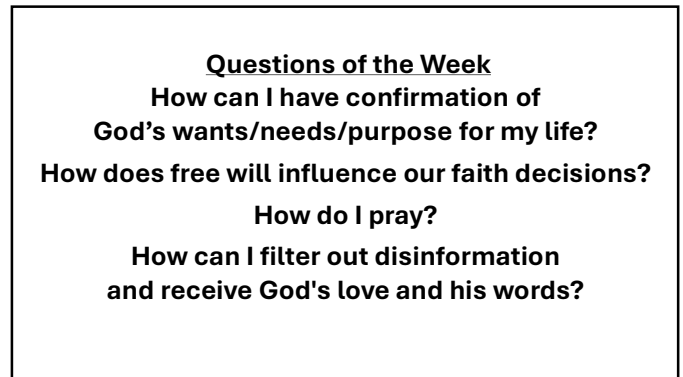 Questions of the Week
How can I have confirmation of
God’s wants/needs/purpose for my life?
How does free will influence our faith decisions?
How do I pray?
How can I filter out disinformation
and receive God's love and his words?